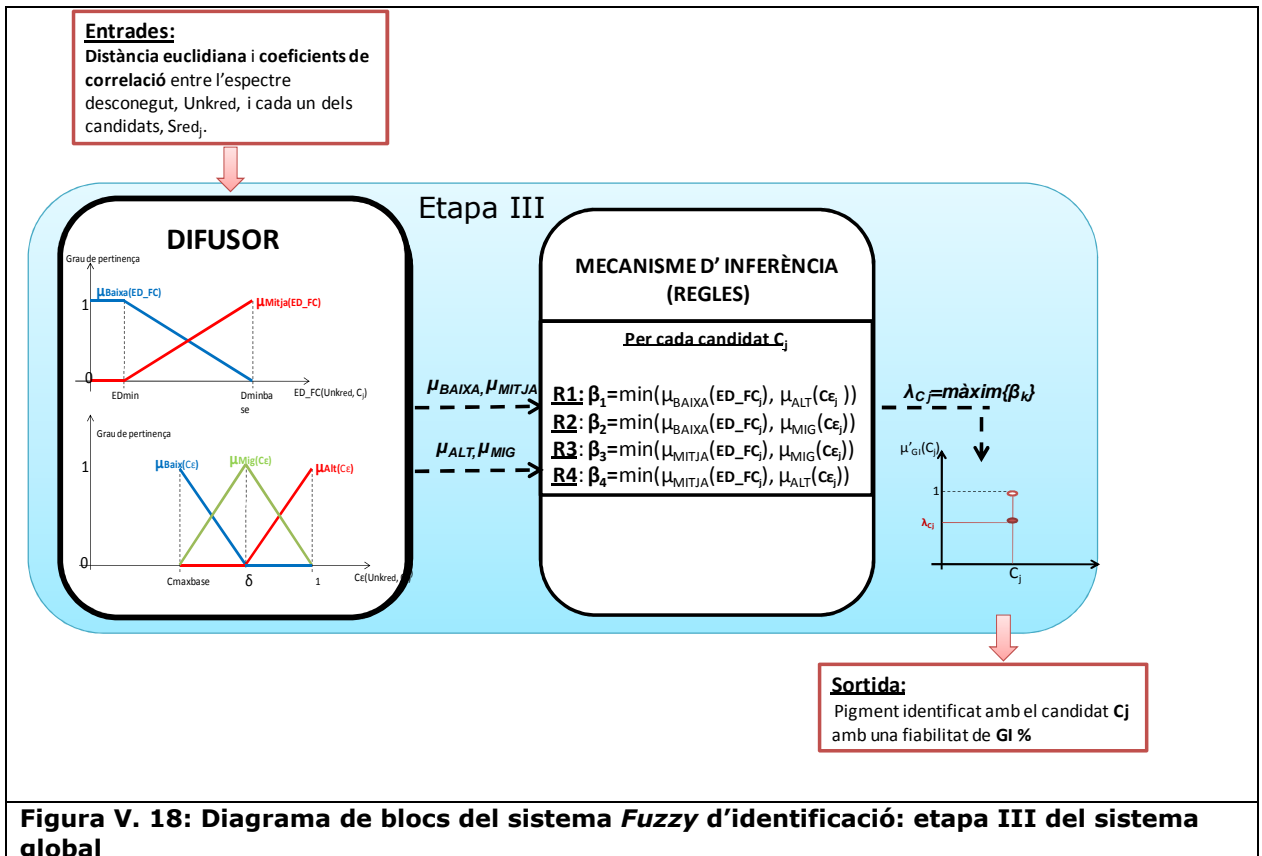 Entrades:
Distància euclidiana i coeficients de
correlació entre l'espectre
desconegut, Unkred, i cada un dels
candidats, Sredj.
Etapa III
DIFUSOR
Grau de pertinença
μBaixa(ED_FC)
μMitja(ED_FC)
1
0
EDmin
Dminba
se
ED_FC(Unkred, Cj)
Grau de pertinença
μBaix(Cε)
μMig(Cε)
μAlt(Cε)
1
0
Cmaxbase
δ
1
Cε(Unkred,
μBAIXA,μMITJA
μALT,μMIG
MECANISME D' INFERÈNCIA
(REGLES)
Per cada candidat Cj
R1: β1=min(μBAIXA(ED_FCj), μALT(Cεj ))
R2: β2=min(μBAIXA(ED_FCj), μMIG(Cεj))
R3: β3=min(μMITJA(ED_FCj), μMIG(Cεj))
R4: β4=min(μMITJA(ED_FCj), μALT(Cεj))
λCj=màxim{βk}
μ'GI(Cj)
1
λCj
Cj
Sortida:
Pigment identificat amb el candidat Cj
amb una fiabilitat de GI %
Figura V. 18: Diagrama de blocs del sistema Fuzzy d'identificació: etapa III del sistema
global